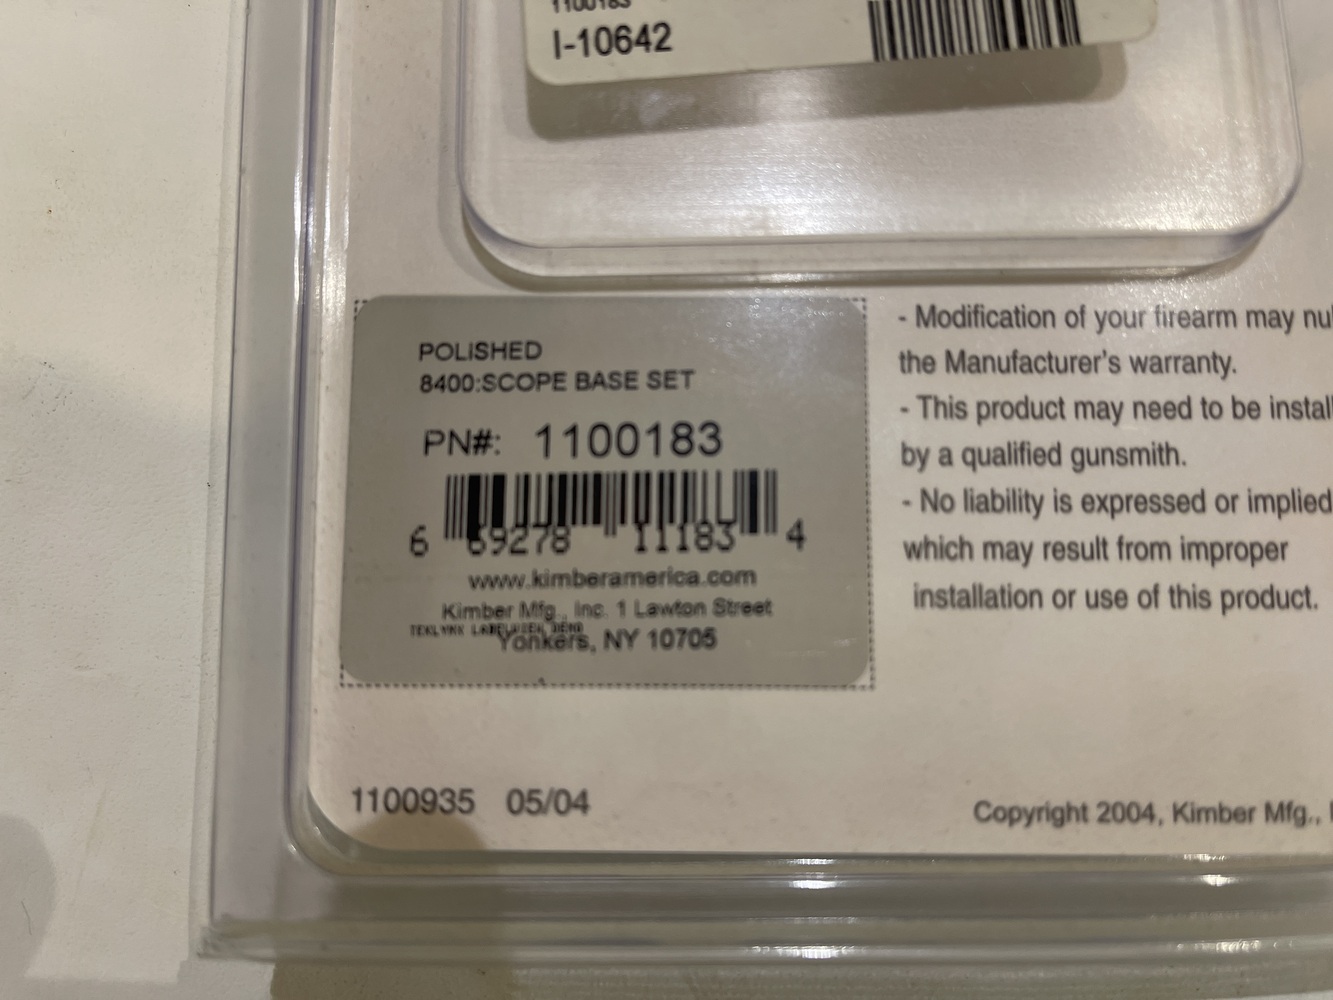 1100183
I-10642
POLISHED
8400:SCOPE BASE SET
PN#: 1100183
6 69278 11183 4
www.kimberamerica.com
Kimber Mfg., Inc. 1 Lawton Street
Yonkers, NY 10705
- Modification of your firearm may
the Manufacturer's warranty.
- This product may need to be
by a qualified gunsmith.
- No liability is expressed or implied
which may result from improper
installation or use of this product.
1100935 05/04
Copyright 2004, Kimber Mfg.,